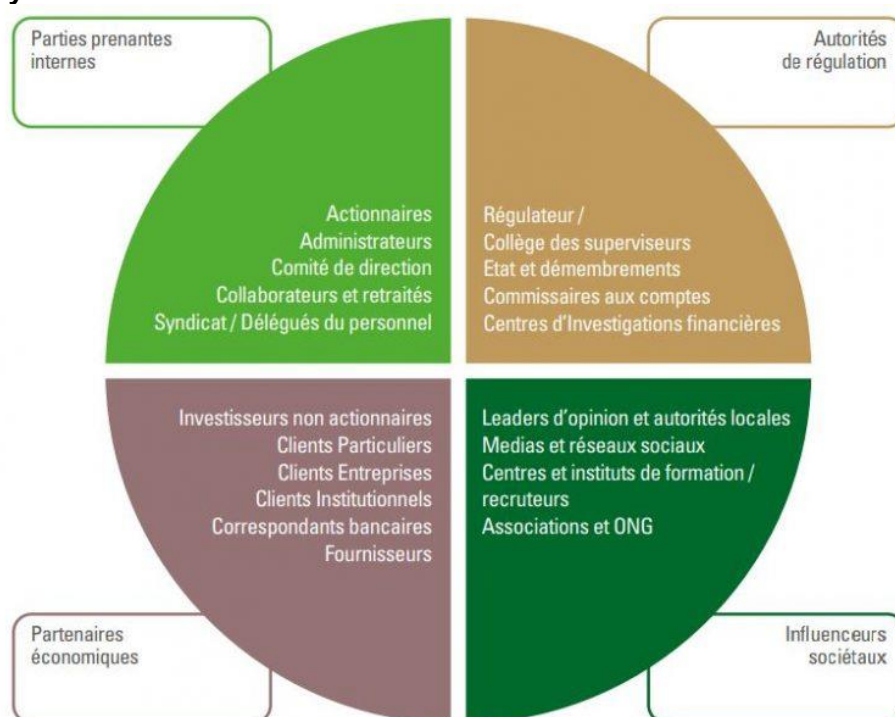 Parties prenantes
internes
Autorités
de régulation
Actionnaires
Administrateurs
Comité de direction
Collaborateurs et retraités
Syndicat / Délégués du personnel
Régulateur /
Collège des superviseurs
Etat et démembrements
Commissaires aux comptes
Centres d'Investigations financières
Investisseurs non actionnaires
Clients Particuliers
Clients Entreprises
Clients Institutionnels
Correspondants bancaires
Fournisseurs
Leaders d'opinion et autorités locales
Medias et réseaux sociaux
Centres et instituts de formation /
recruteurs
Associations et ONG
Partenaires
économiques
Influenceurs
sociétaux